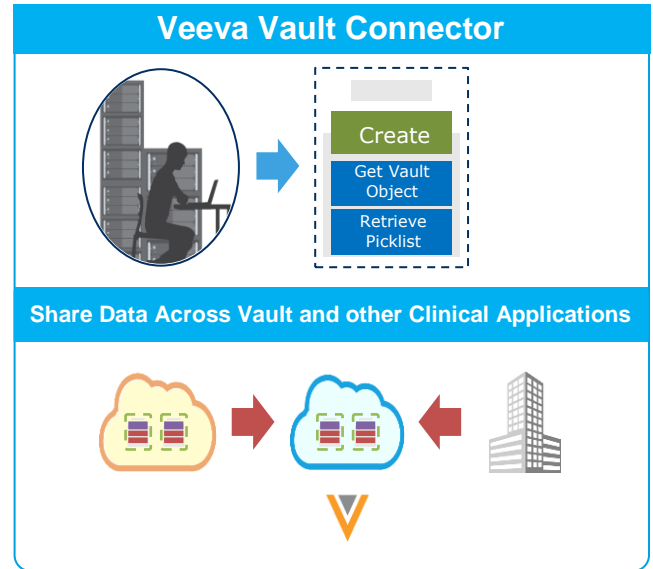 Veeva Vault Connector
Create
Get Vault
Object
Retrieve
Picklist
Share Data Across Vault and other Clinical Applications